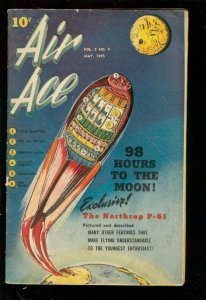 10¢
Air
Ace
VOL. 2 NO. 9
MAY, 1945
98
HOURS
TO THE
MOON!
Exclusive!
The Northrop P-61
Pictured and described
MANY OTHER FEATURES THAT
MAKE FLYING UNDERSTANDABLE
TO THE YOUNGEST ENTHUSIAST!